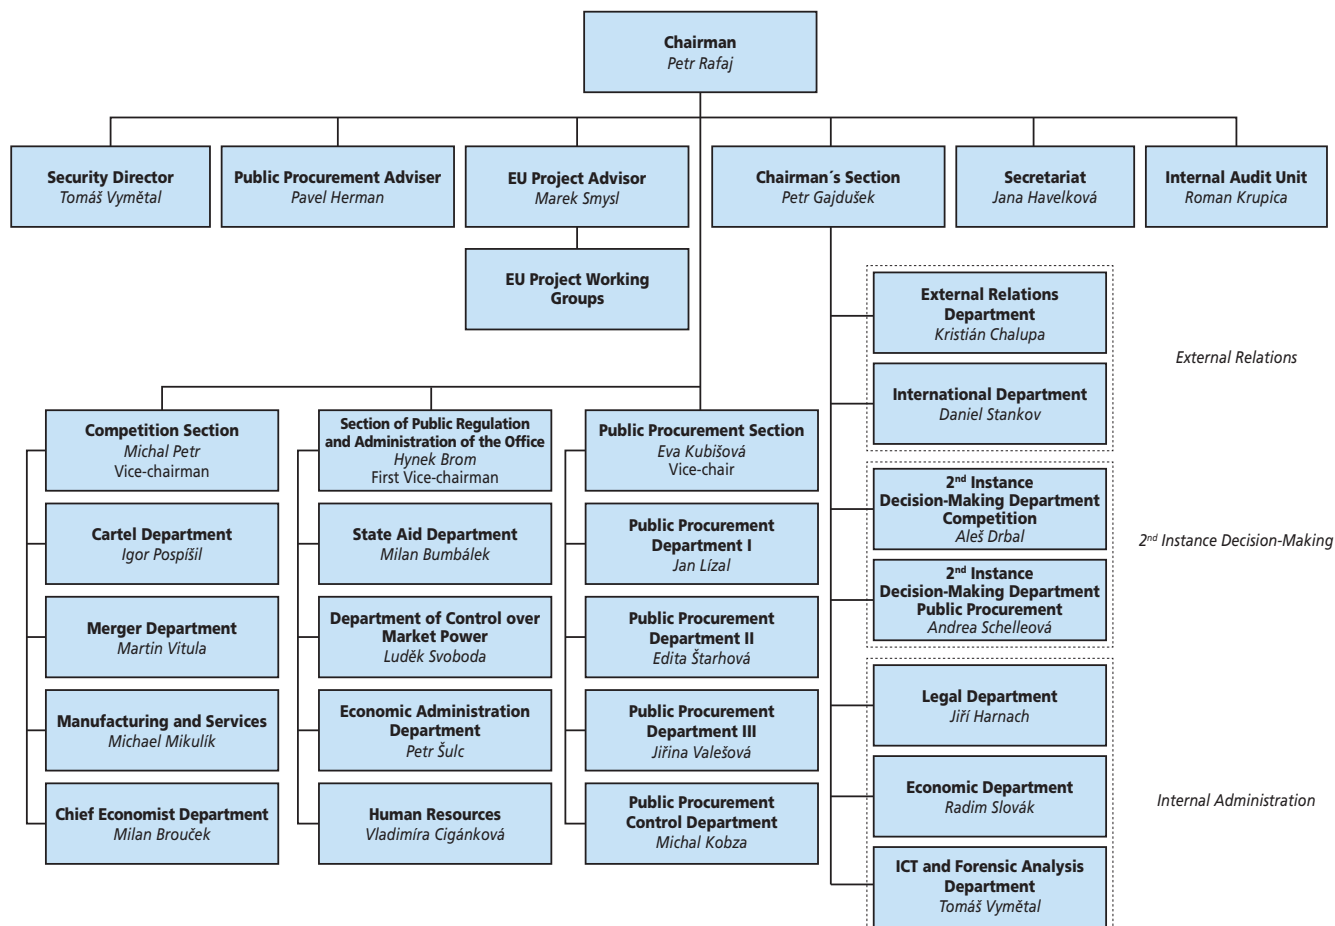 Chairman
Petr Rafaj
Security Director
Tomáš Vymětal
Public Procurement Adviser
Pavel Herman
EU Project Advisor
Marek Smysl
Chairman´s Section
Petr Gajdušek
Secretariat
Jana Havelková
Internal Audit Unit
Roman Krupica
EU Project Working
Groups
External Relations
Department
Kristián Chalupa
International Department
Daniel Stankov
External Relations
Competition Section
Michal Petr
Vice-chairman
Section of Public Regulation
and Administration of the Office
Hynek Brom
First Vice-chairman
Public Procurement Section
Eva Kubišová
Vice-chair
Cartel Department
Igor Pospíšil
State Aid Department
Milan Bumbálek
Public Procurement
Department I
Jan Lízal
Merger Department
Martin Vitula
Department of Control over
Market Power
Luděk Svoboda
Public Procurement
Department II
Edita Štarhová
Manufacturing and Services
Michael Mikulík
Economic Administration
Department
Petr Šulc
Public Procurement
Department III
Jiřina Valešová
Chief Economist Department
Milan Brouček
Human Resources
Vladimíra Cigánková
Public Procurement
Control Department
Michal Kobza
2nd Instance
Decision-Making Department
Competition
Aleš Drbal
2nd Instance
Decision-Making Department
Public Procurement
Andrea Schelleová
2nd Instance Decision-Making
Legal Department
Jiří Harnach
Economic Department
Radim Slovák
ICT and Forensic Analysis
Department
Tomáš Vymětal
Internal Administration